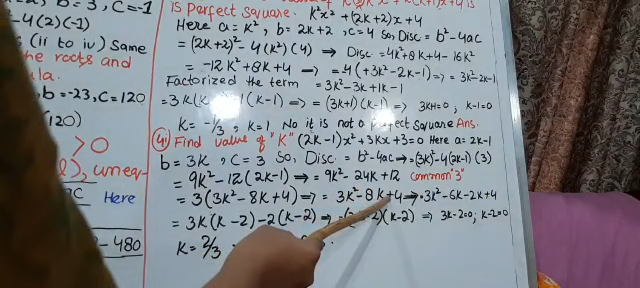 b = 3, C = -1
-4(2)(-1)
(ii to iv) Same
the roots and
b = -23, C = 120
(120)
> 0
Here
- 480
is perfect square. K²x² + (2K+2)x + 4
Here a = K², b = 2K+2, C = 4 So, Disc = b²-4ac
= (2K+2)² - 4(K²)(4) → Disc = 4K²+8K+4-16K²
= -12K²+8K+4 → = -4(+3K²-2K-1) → = 3K²-2K-1
Factorized the term = 3K²-3K+1K-1
= 3K(K 1(K-1) → = (3K+1)(K-1) → 3K+1=0; K-1=0
K = -1/3, K = 1 No it is not a perfect Square Ans.
Find value of "K" (2K-1)x² + 3Kx + 3 = 0 Here a = 2K-1
b = 3K, C = 3 So, Disc = b²-4ac → = (3K)²-4(2K-1)(3)
= 9K²-12(2K-1) → = 9K²-24K+12 Common "3"
= 3(3K²-8K+4) → = 3K²-8K+4 → 3K²-6K-2K+4
= 3K(K-2)-2(K-2) → -2)(K-2) → 3K-2=0; K-2=0
K = 2/3